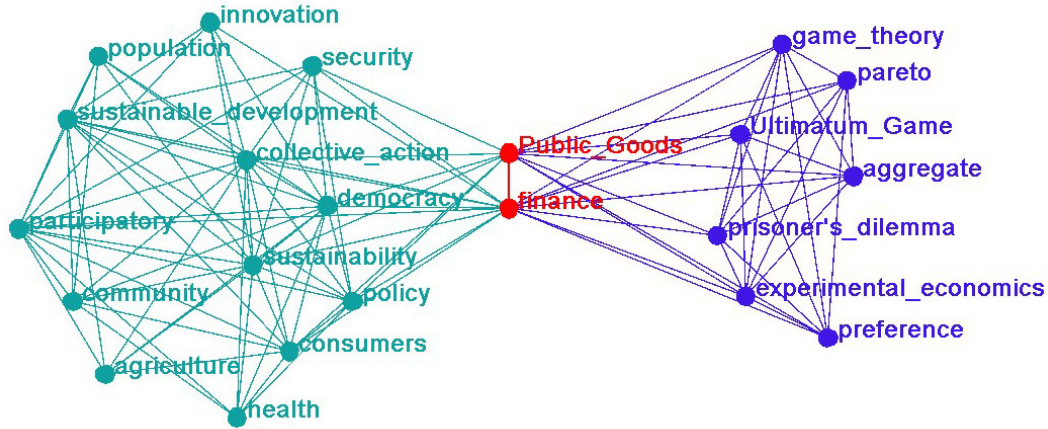 innovation
population
security
sustainable_development
collective_action
democracy
participatory
sustainability
community
policy
consumers
agriculture
health
Public_Goods
finance
game_theory
pareto
Ultimatum_Game
aggregate
prisoner's_dilemma
experimental_economics
preference